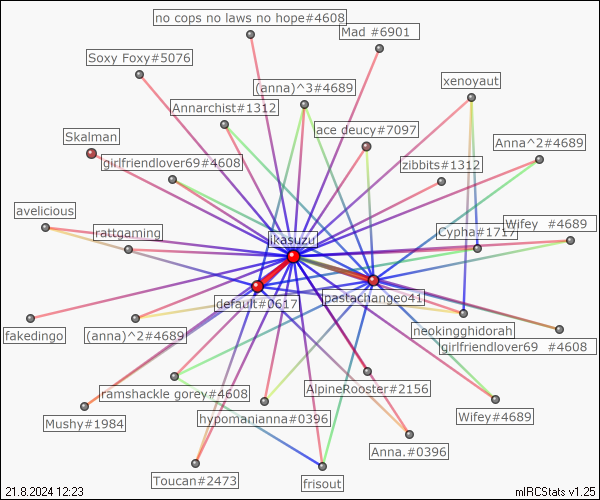 no cops no laws no hope#4608
Mad #6901
Soxy Foxy#5076
xenoyaut
(anna)^3#4689
Annarchist#1312
ace deucy#7097
Skalman
Anna^2#4689
girlfriendlover69#4608
zibbits#1312
avelicious
Wifey #4689
rattgaming
Cypha#1717
ikasuzu
default#0617
pastachangeo41
fakedingo
(anna)^2#4689
neokingghidorah
girlfriendlover69 #4608
ramshackle gorey#4608
AlpineRooster#2156
Mushy#1984
hypomanianna#0396
Wifey#4689
Anna.#0396
Toucan#2473
frisout
21.8.2024 12:23
mIRCStats v1.25